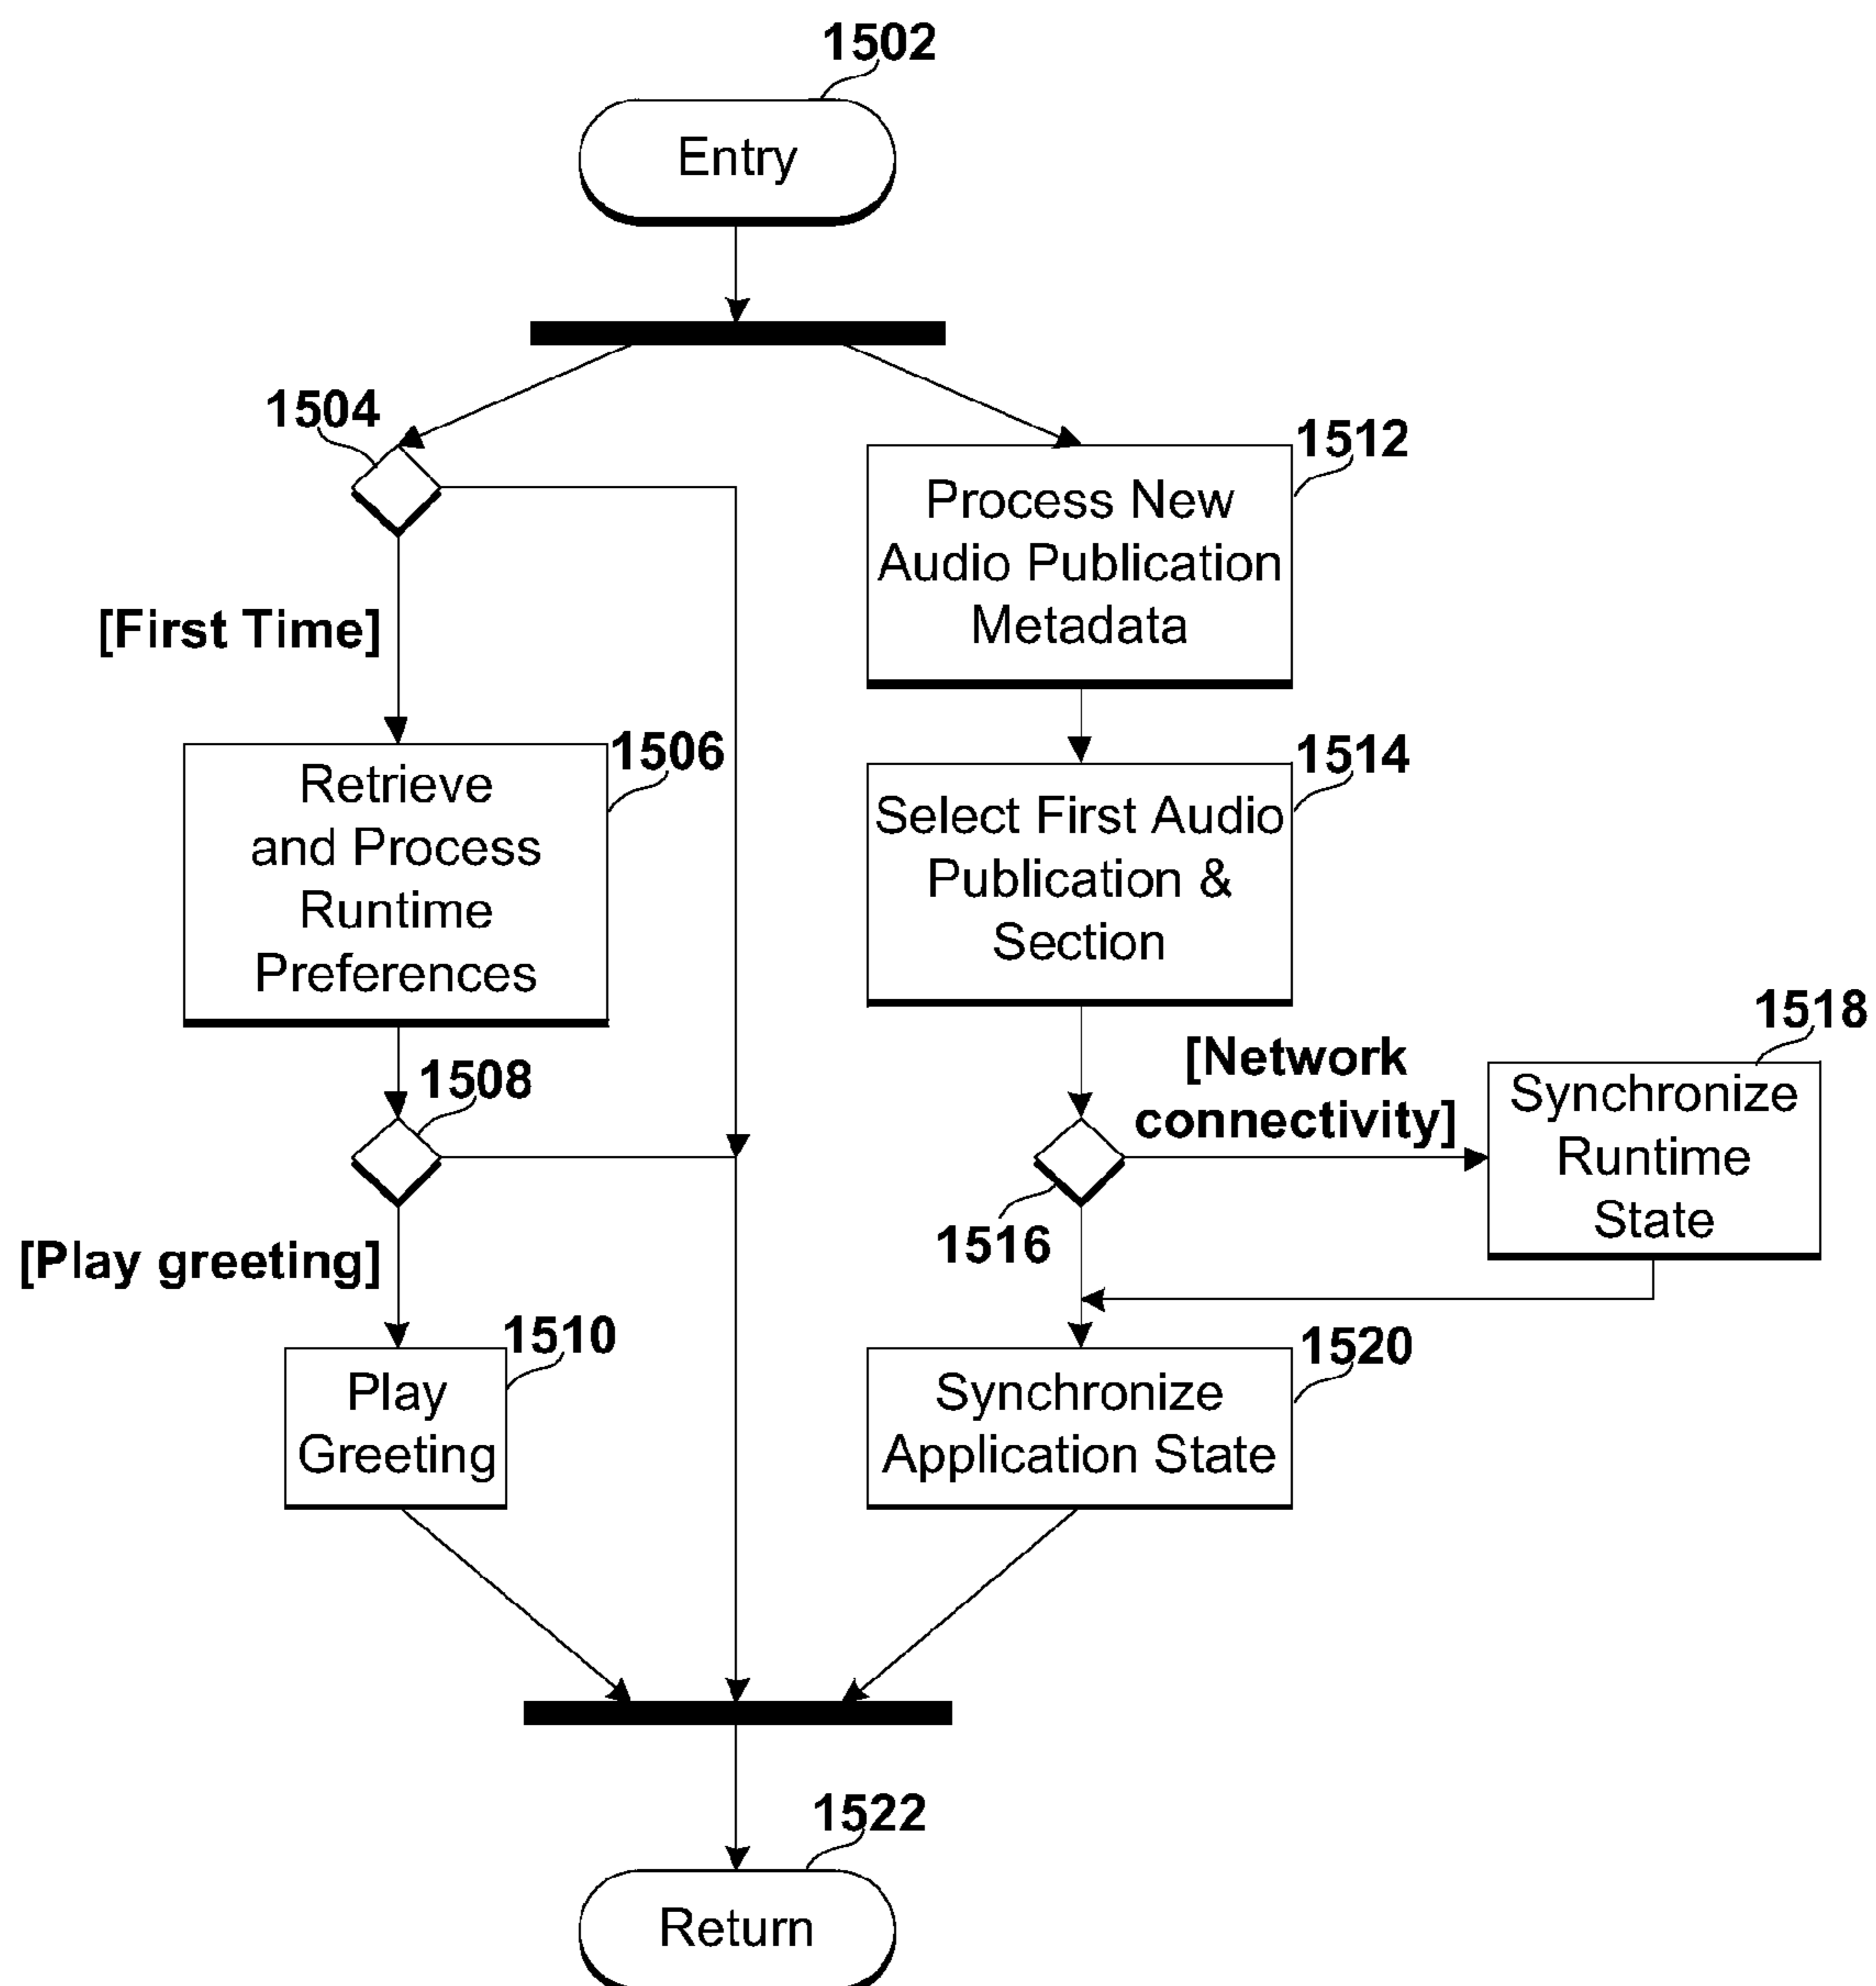 1502
Entry
1504
[First Time]
1506
Retrieve
and Process
Runtime
Preferences
1508
[Play greeting]
1510
Play
Greeting
1512
Process New
Audio Publication
Metadata
1514
Select First Audio
Publication &
Section
[Network
connectivity]
1516
1518
Synchronize
Runtime
State
1520
Synchronize
Application State
1522
Return